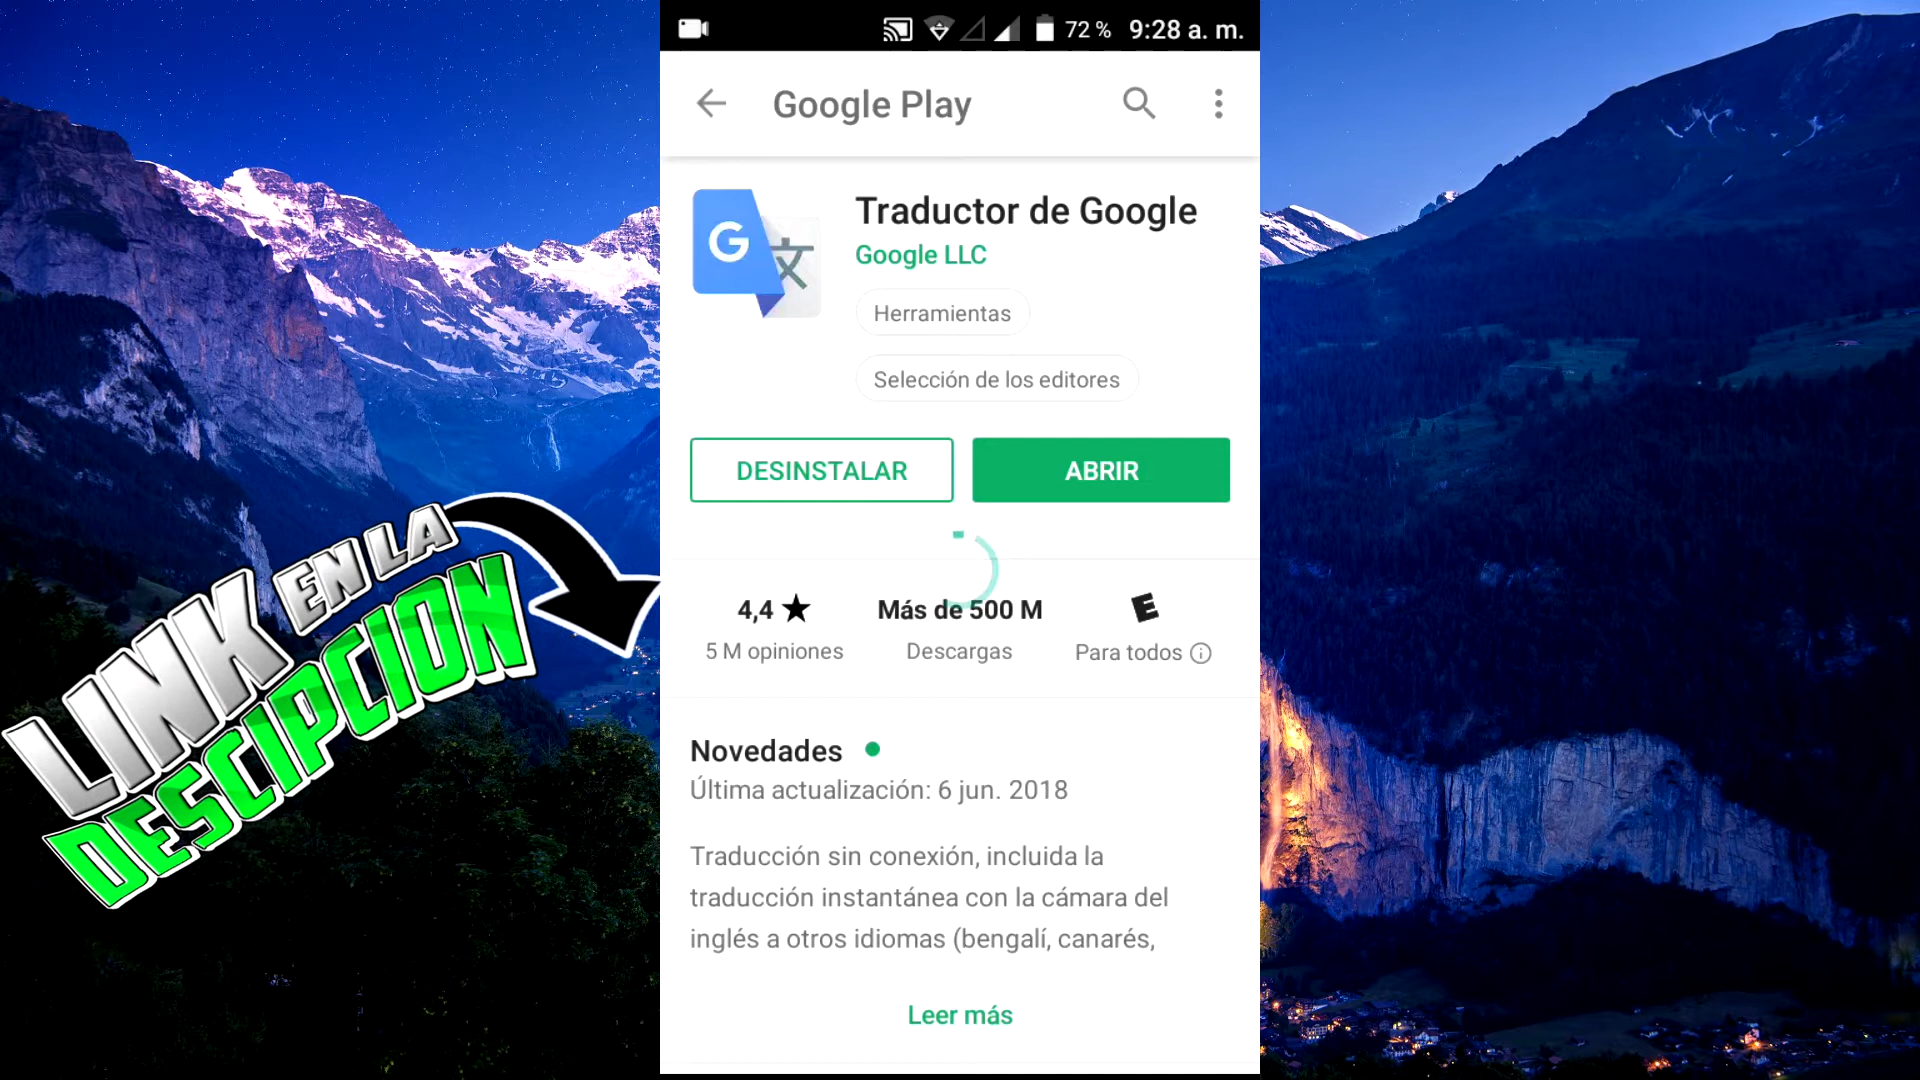 72 % 9:28 a. m.
Google Play
G 文
Traductor de Google
Google LLC
Herramientas
Selección de los editores
DESINSTALAR
ABRIR
4,4 ★
Más de 500 M
E
5 M opiniones
Descargas
Para todos
Novedades
Última actualización: 6 jun. 2018
Traducción sin conexión, incluida la
traducción instantánea con la cámara del
inglés a otros idiomas (bengalí, canarés,
Leer más
LINK EN LA
DESCIPCION